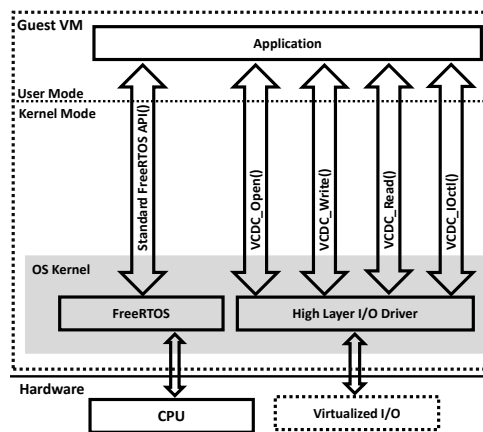 Guest VM
Application
User Mode
Kernel Mode
Standard FreeRTOS API()
VCDC_Open()
VCDC_Write()
VCDC_Read()
VCDC_IOctl()
OS Kernel
FreeRTOS
High Layer I/O Driver
Hardware
CPU
Virtualized I/O